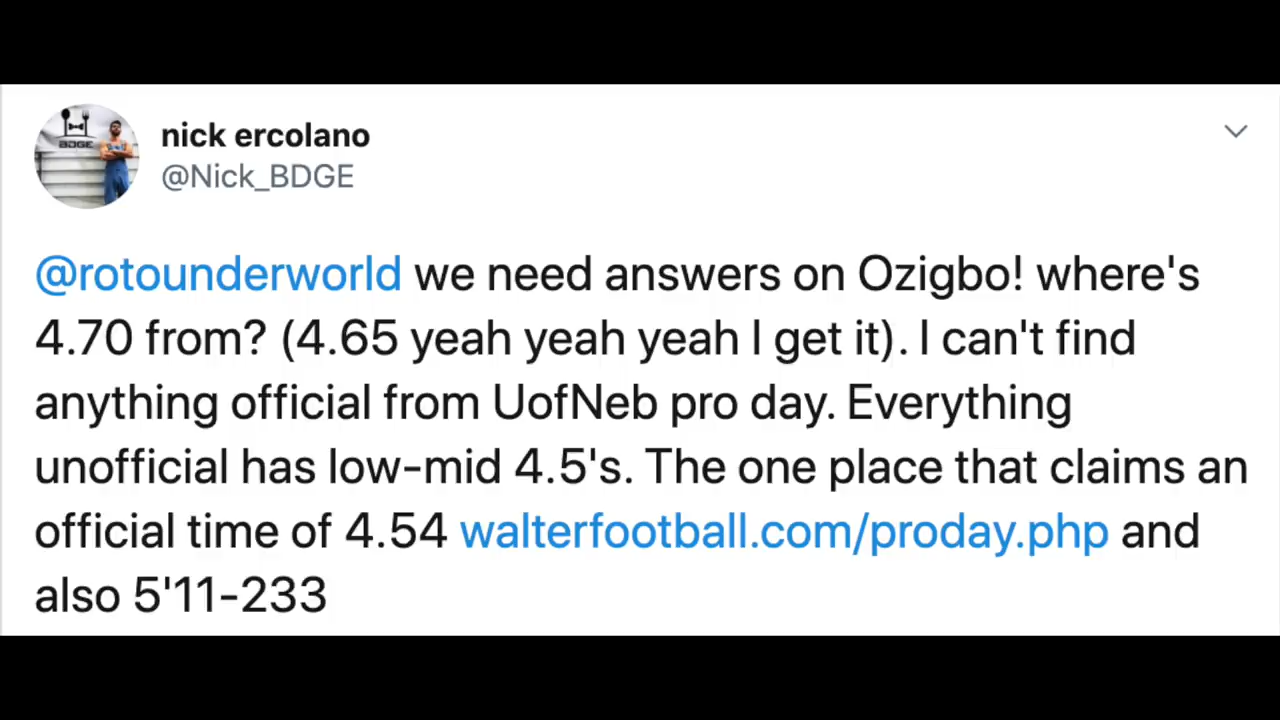 BDGE
nick ercolano
@Nick_BDGE
@rotounderworld we need answers on Ozigbo! where's
4.70 from? (4.65 yeah yeah yeah I get it). I can't find
anything official from UofNeb pro day. Everything
unofficial has low-mid 4.5's. The one place that claims an
official time of 4.54 walterfootball.com/proday.php and
also 5'11-233